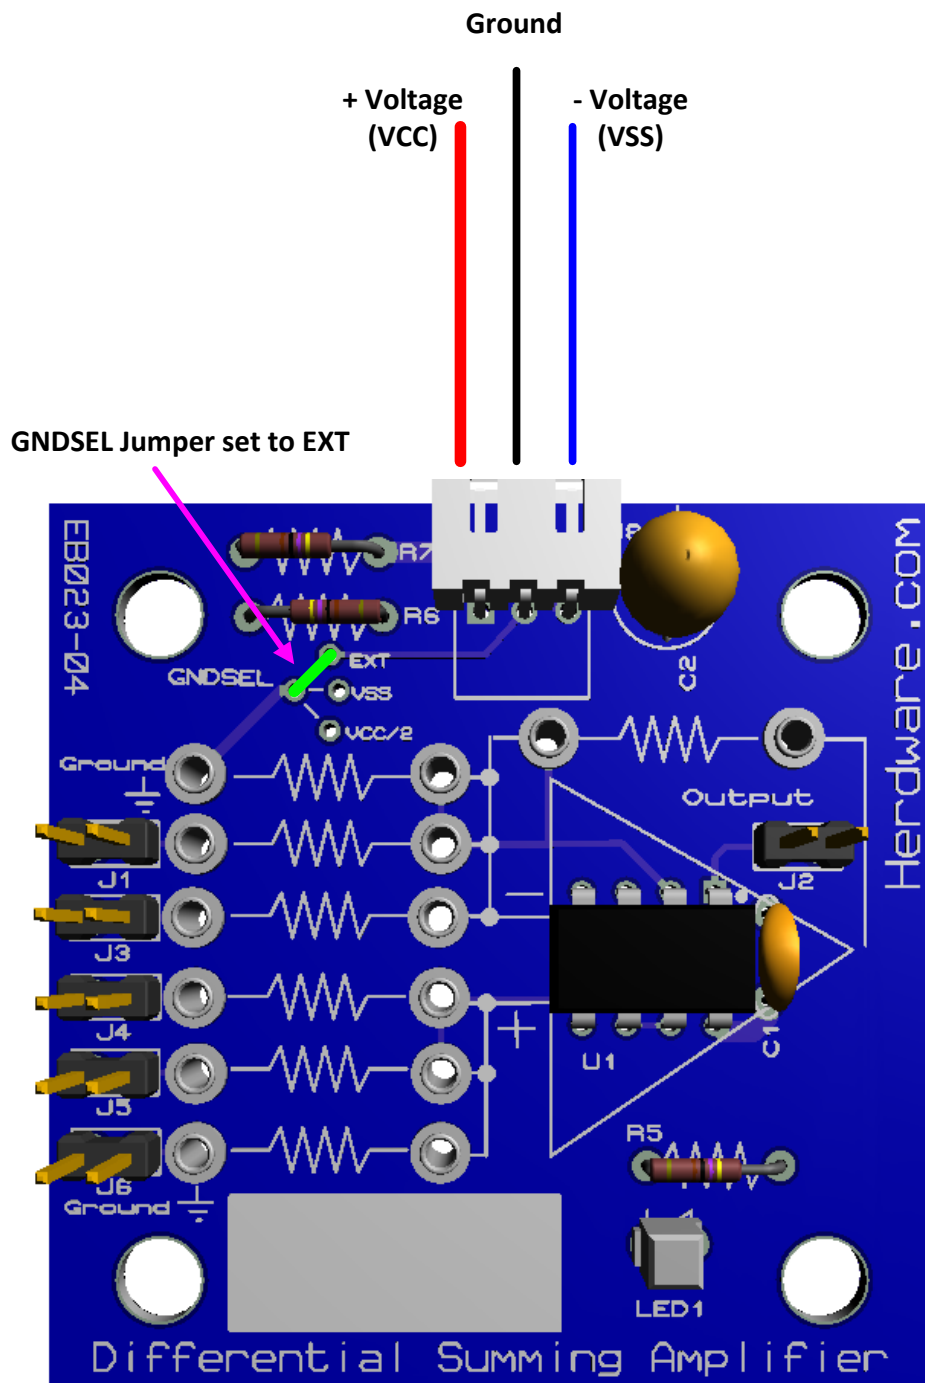 Ground
+ Voltage
(VCC)
- Voltage
(VSS)
GNDSEL Jumper set to EXT
EB023-04
R7
8
R6
C2
Herdware.com
EXT
GNDSEL
VSS
VCC/2
Ground
Output
J1
J2
J3
J4
J5
J6
Ground
−
+
U1
C1
R5
LED1
Differential Summing Amplifier